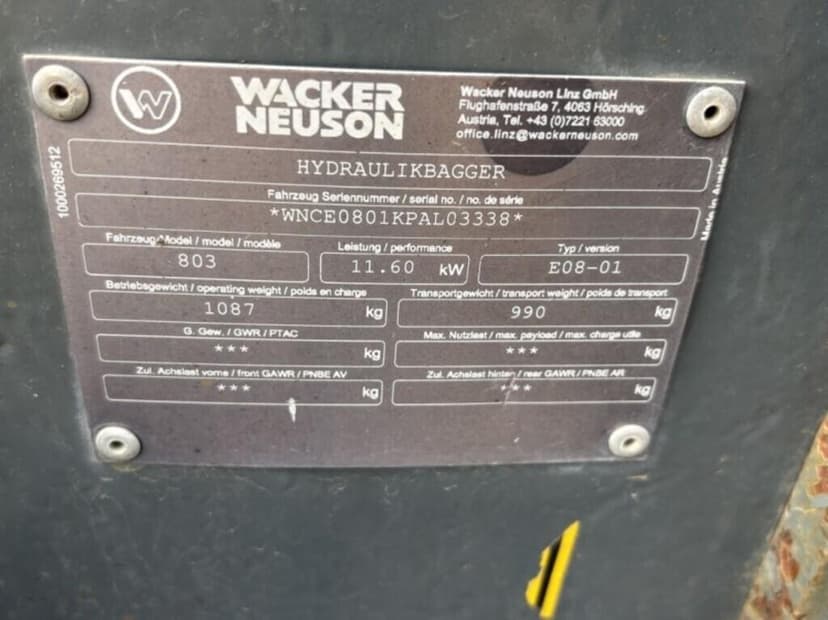 WACKER
NEUSON
Wacker Neuson Linz GmbH
Flughafenstraße 7, 4063 Hörsching
Austria, Tel. +43 (0)7221 63000
office.linz@wackerneuson.com
1000269512
HYDRAULIKBAGGER
Made in Austria
Fahrzeug Seriennummer / serial no. / no. de série
*WNCE0801KPAL03338*
Fahrzeug Model / model / modèle
803
Leistung / performance
11.60 kW
Typ / version
E08-01
Betriebsgewicht / operating weight / poids en charge
1087 kg
Transportgewicht / transport weight / poids de transport
990 kg
G. Gew. / GWR / PTAC
*** kg
Max. Nutzlast / max. payload / max. charge utile
*** kg
Zul. Achslast vorne / front GAWR / PNBE AV
*** kg
Zul. Achslast hinten / rear GAWR / PNBE AR
*** kg